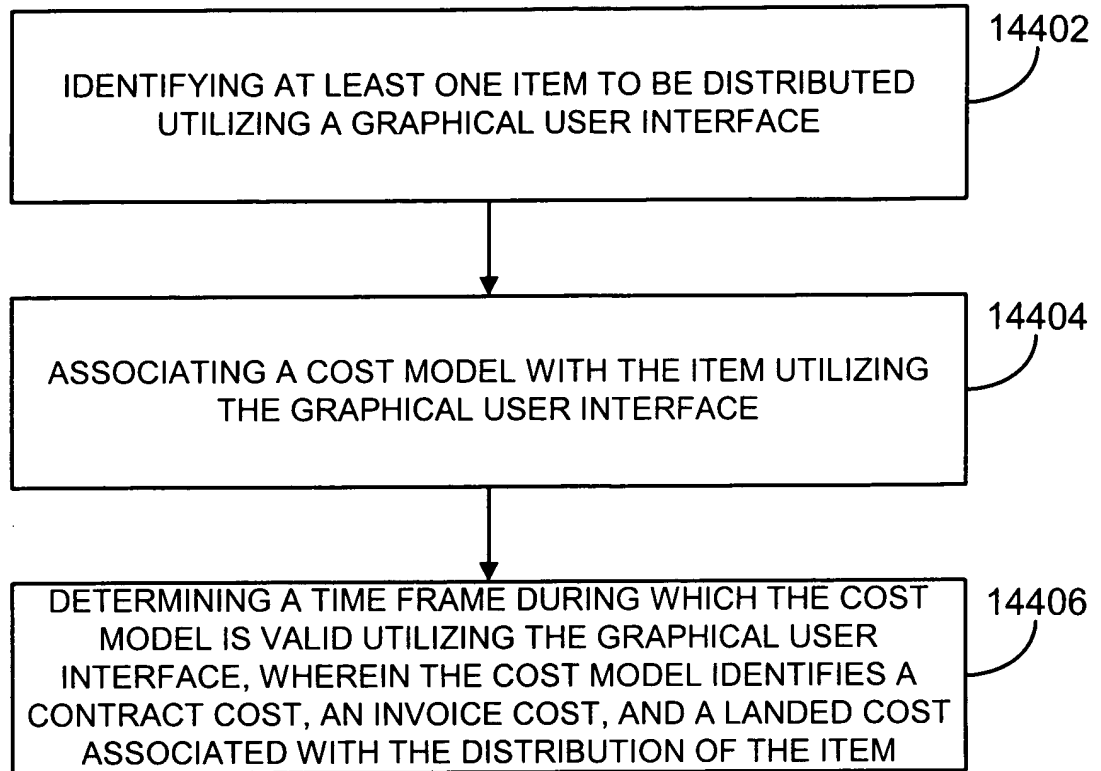 14402
IDENTIFYING AT LEAST ONE ITEM TO BE DISTRIBUTED
UTILIZING A GRAPHICAL USER INTERFACE
14404
ASSOCIATING A COST MODEL WITH THE ITEM UTILIZING
THE GRAPHICAL USER INTERFACE
14406
DETERMINING A TIME FRAME DURING WHICH THE COST
MODEL IS VALID UTILIZING THE GRAPHICAL USER
INTERFACE, WHEREIN THE COST MODEL IDENTIFIES A
CONTRACT COST, AN INVOICE COST, AND A LANDED COST
ASSOCIATED WITH THE DISTRIBUTION OF THE ITEM